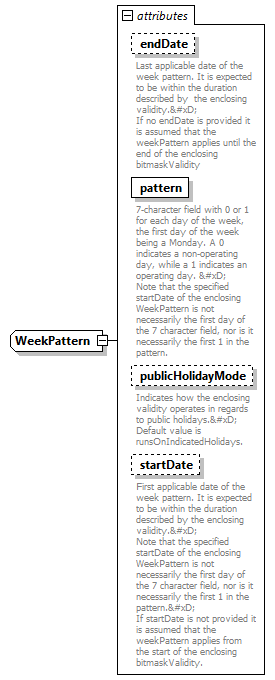 attributes
endDate
Last applicable date of the
week pattern. It is expected
to be within the duration
described by  the enclosing
validity.&#xD;
If no endDate is provided it
is assumed that the
weekPattern applies until the
end of the enclosing
bitmaskValidity
pattern
7-character field with 0 or 1
for each day of the week,
the first day of the week
being a Monday. A 0
indicates a non-operating
day, while a 1 indicates an
operating day. &#xD;
Note that the specified
startDate of the enclosing
WeekPattern is not
necessarily the first day of
the 7 character field, nor is it
necessarily the first 1 in the
pattern.
WeekPattern
publicHolidayMode
Indicates how the enclosing
validity operates in regards
to public holidays.&#xD;
Default value is
runsOnIndicatedHolidays.
startDate
First applicable date of the
week pattern. It is expected
to be within the duration
described by the enclosing
validity.&#xD;
Note that the specified
startDate of the enclosing
WeekPattern is not
necessarily the first day of
the 7 character field, nor is it
necessarily the first 1 in the
pattern.&#xD;
If startDate is not provided it
is assumed that the
weekPattern applies from
the start of the enclosing
bitmaskValidity.